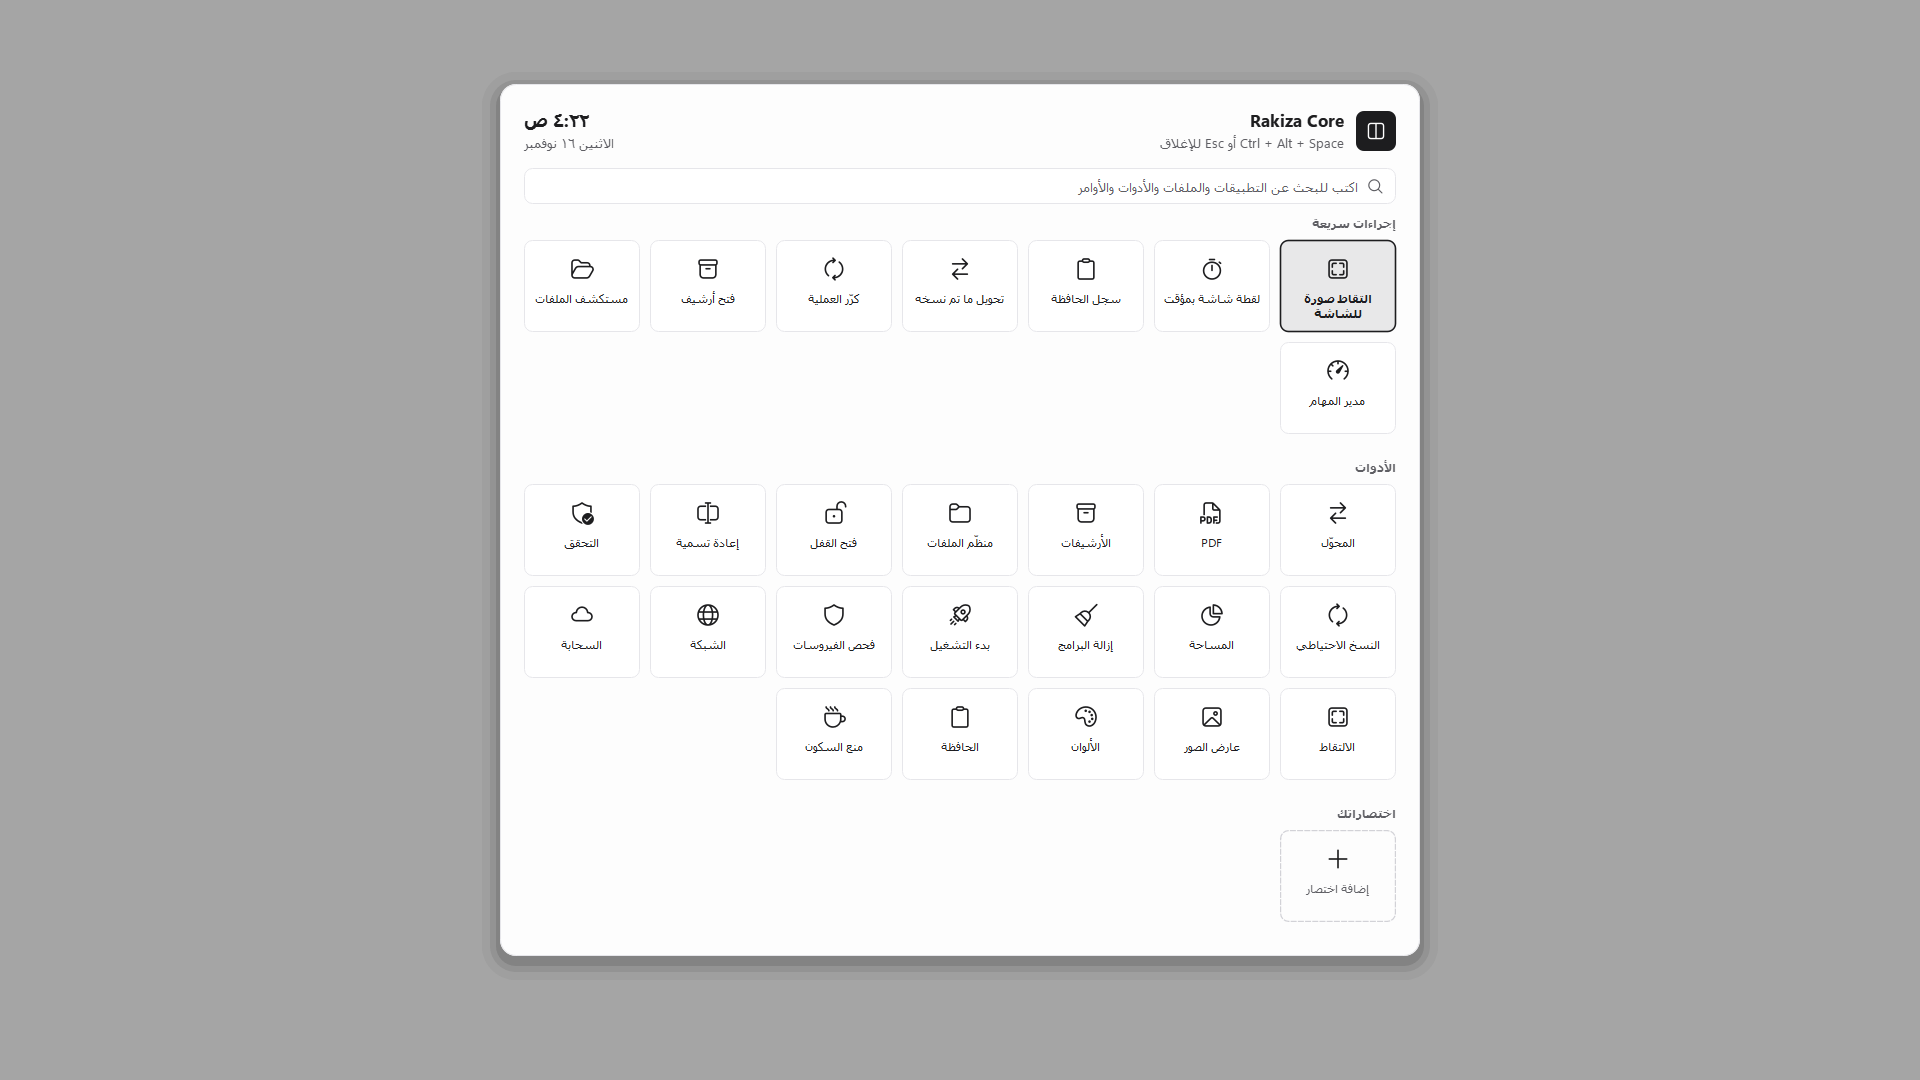 Rakiza Core
Ctrl + Alt + Space أو Esc للإغلاق
٤:٢٢ ص
الاثنين ١٦ نوفمبر
اكتب للبحث عن التطبيقات والملفات والأدوات والأوامر
إجراءات سريعة
التقاط صورة
للشاشة
لقطة شاشة بمؤقت
سجل الحافظة
تحويل ما تم نسخه
كرّر العملية
فتح أرشيف
مستكشف الملفات
مدير المهام
الأدوات
المحوّل
PDF
الأرشيفات
منظّم الملفات
فتح القفل
إعادة تسمية
التحقق
النسخ الاحتياطي
المساحة
إزالة البرامج
بدء التشغيل
فحص الفيروسات
الشبكة
السحابة
الالتقاط
عارض الصور
الألوان
الحافظة
منع السكون
اختصاراتك
إضافة اختصار